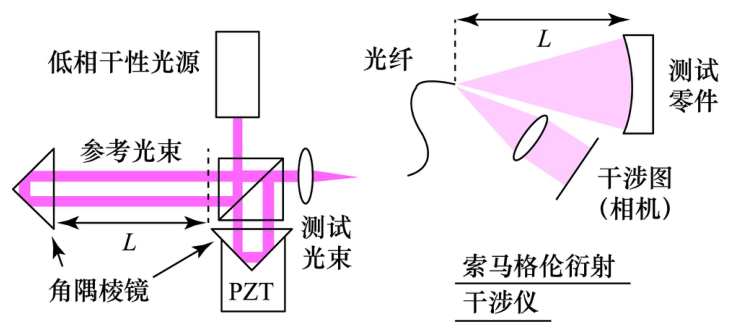 低相干性光源
参考光束
L
角隅棱镜
PZT
测试
光束
光纤
L
测试
零件
干涉图
(相机)
索马格伦衍射
干涉仪